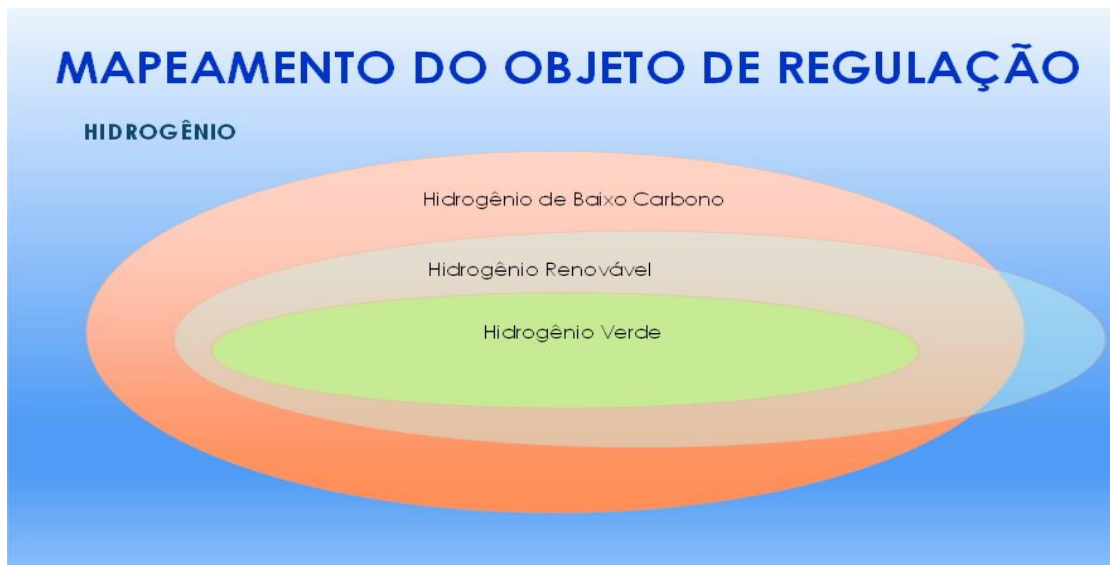 MAPEAMENTO DO OBJETO DE REGULAÇÃO
HIDROGÊNIO
Hidrogênio de Baixo Carbono
Hidrogênio Renovável
Hidrogênio Verde